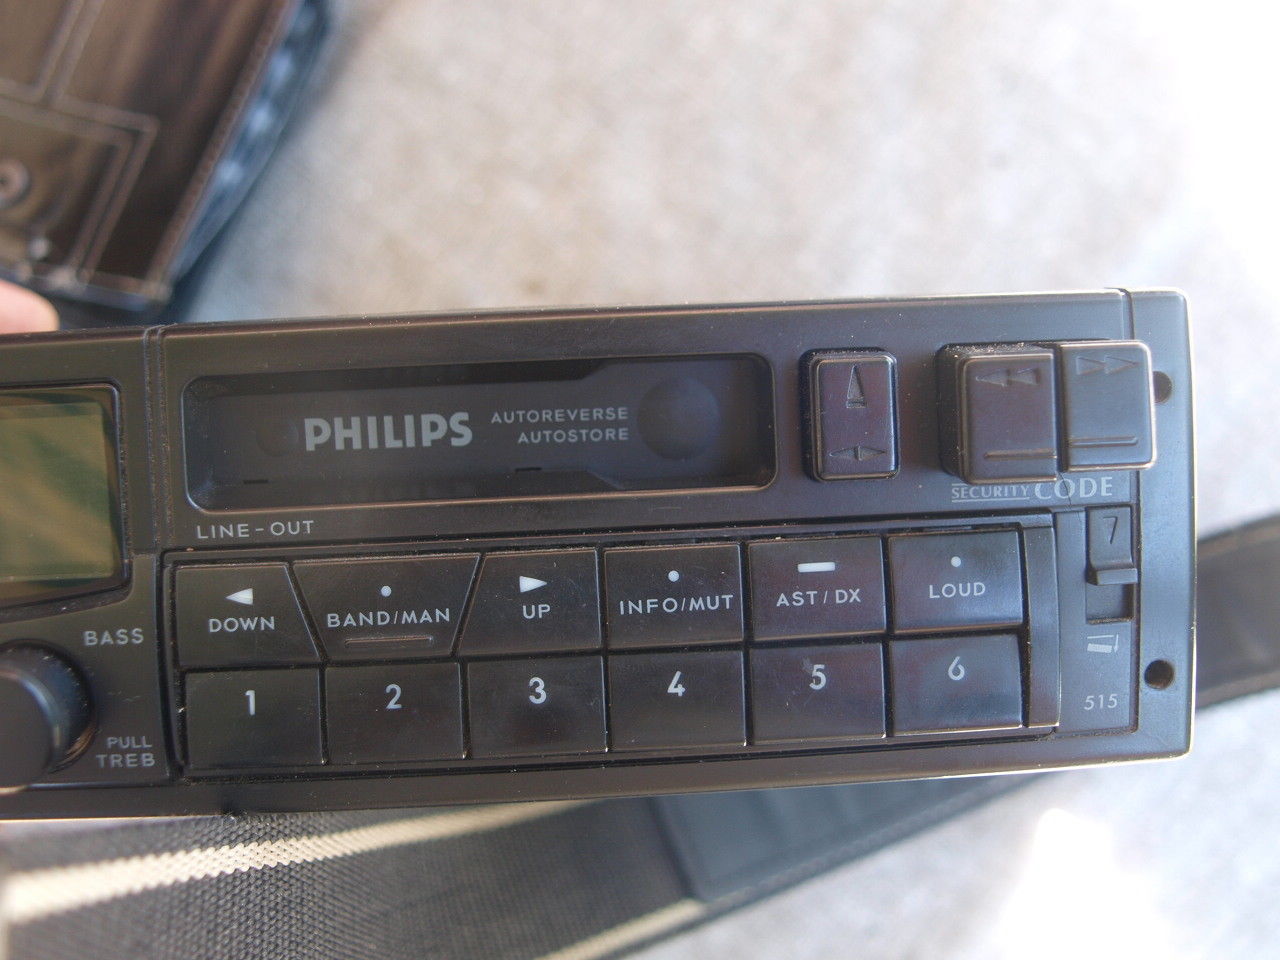 PHILIPS
AUTOREVERSE
AUTOSTORE
SECURITY CODE
LINE-OUT
DOWN
BAND/MAN
UP
INFO/MUT
AST/DX
LOUD
BASS
1
2
3
4
5
6
515
PULL
TREB